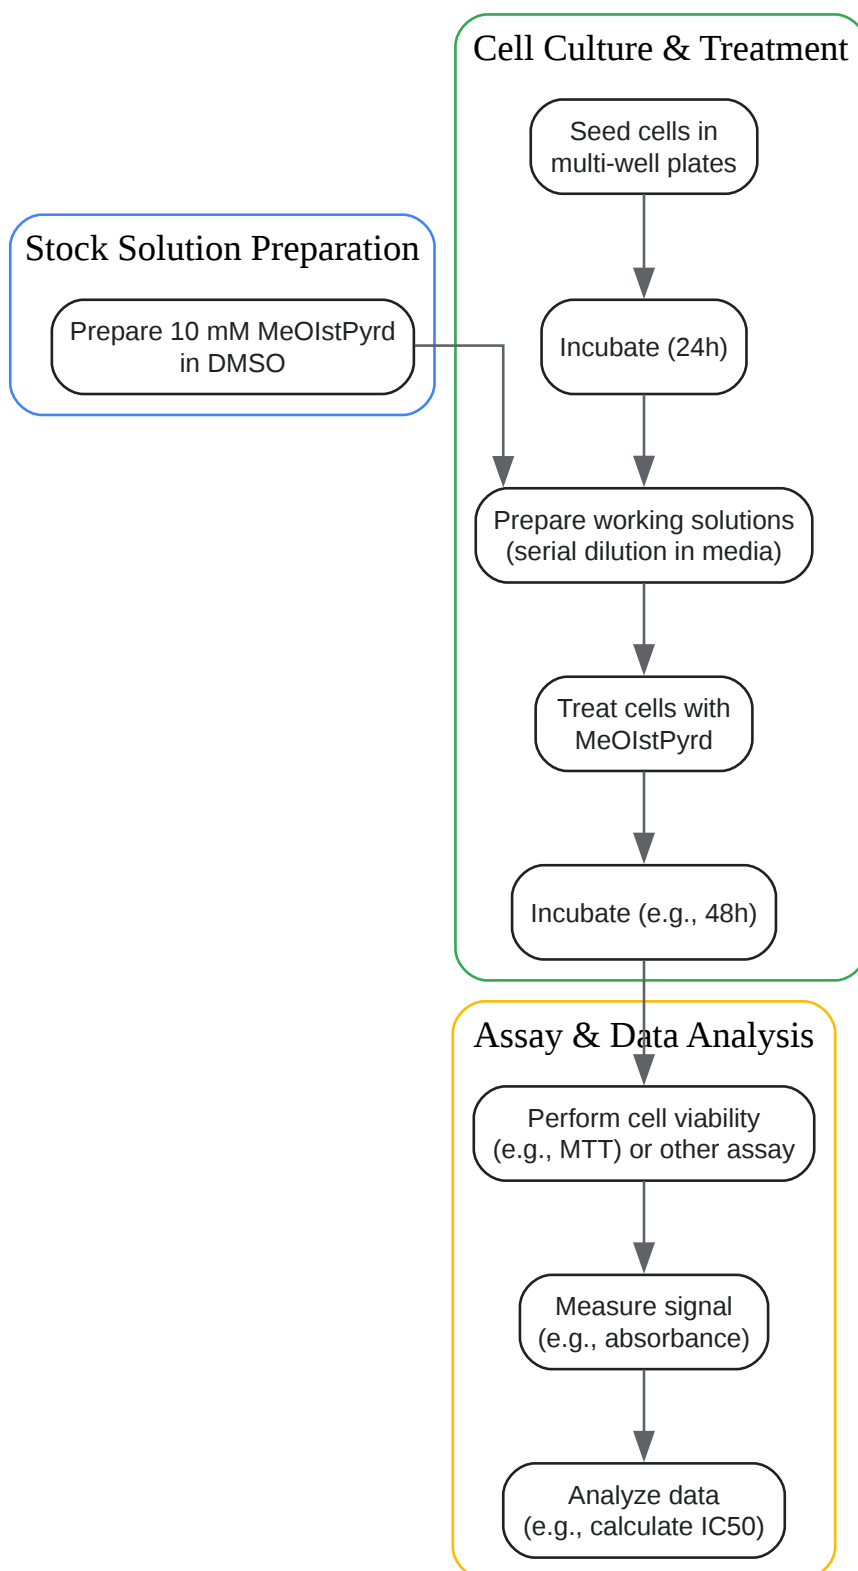 Cell Culture & Treatment
Seed cells in
multi-well plates
Stock Solution Preparation
Prepare 10 mM MeOIstPyrd
in DMSO
Incubate (24h)
Prepare working solutions
(serial dilution in media)
Treat cells with
MeOIstPyrd
Incubate (e.g., 48h)
Assay & Data Analysis
Perform cell viability
(e.g., MTT) or other assay
Measure signal
(e.g., absorbance)
Analyze data
(e.g., calculate IC50)